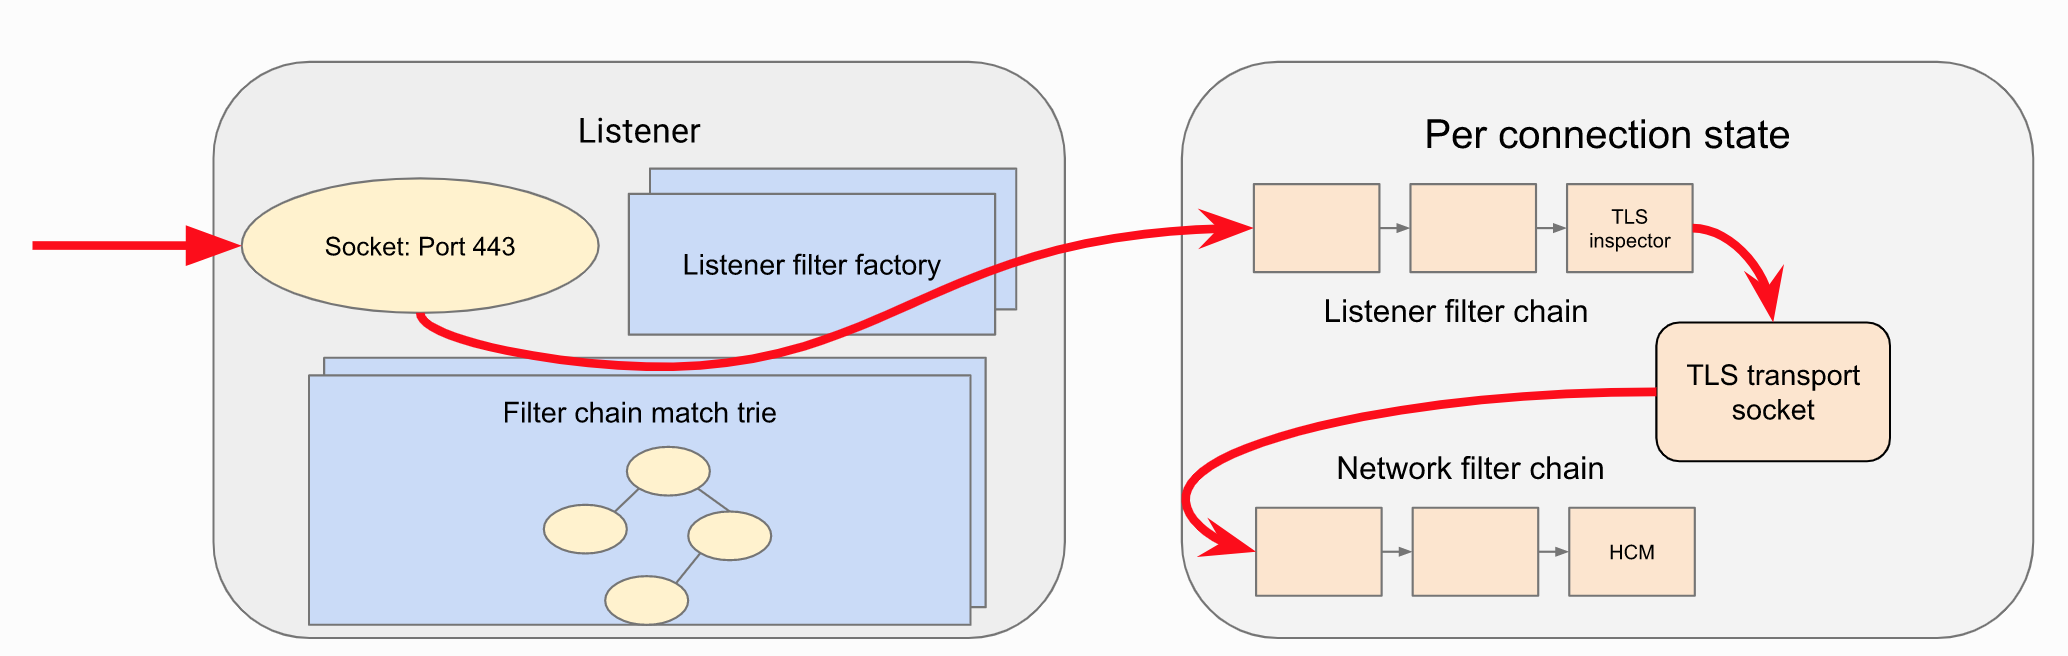 Listener
Socket: Port 443
Listener filter factory
Filter chain match trie
Per connection state
TLS
inspector
Listener filter chain
TLS transport
socket
Network filter chain
HCM